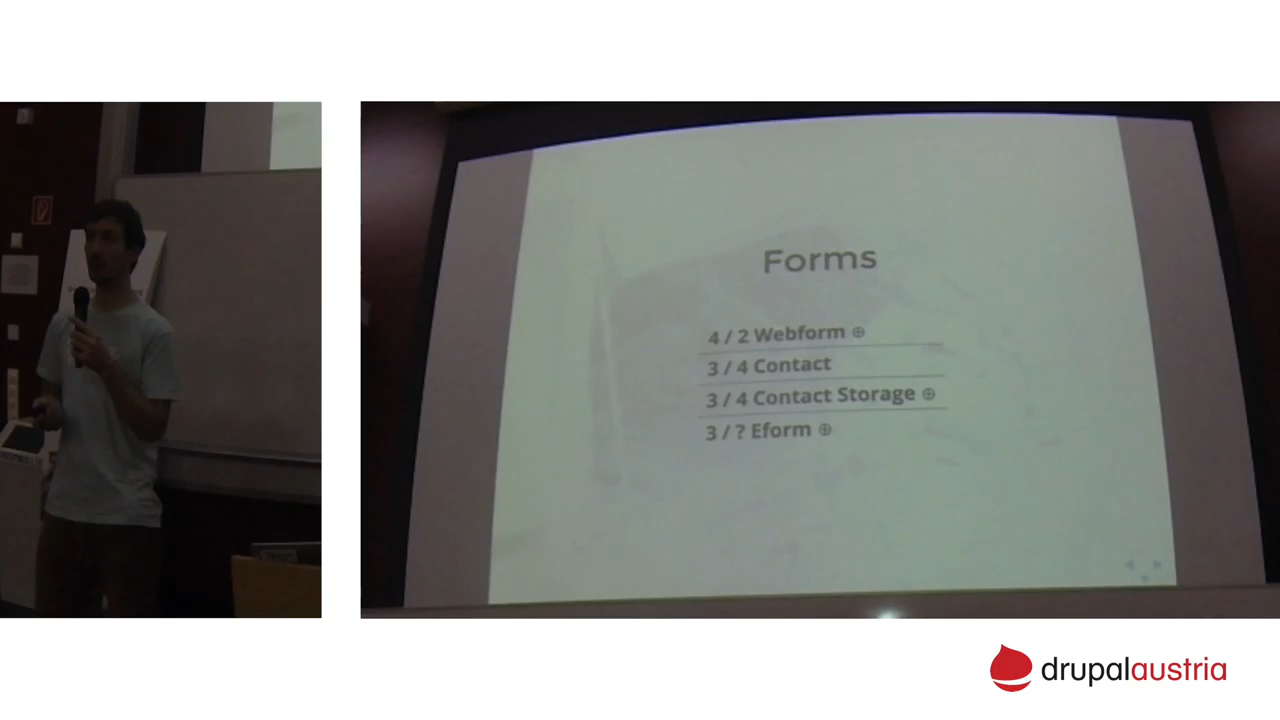 Forms
4 / 2 Webform ⊕
3 / 4 Contact
3 / 4 Contact Storage ⊕
3 / ? Eform ⊕
drupalaustria